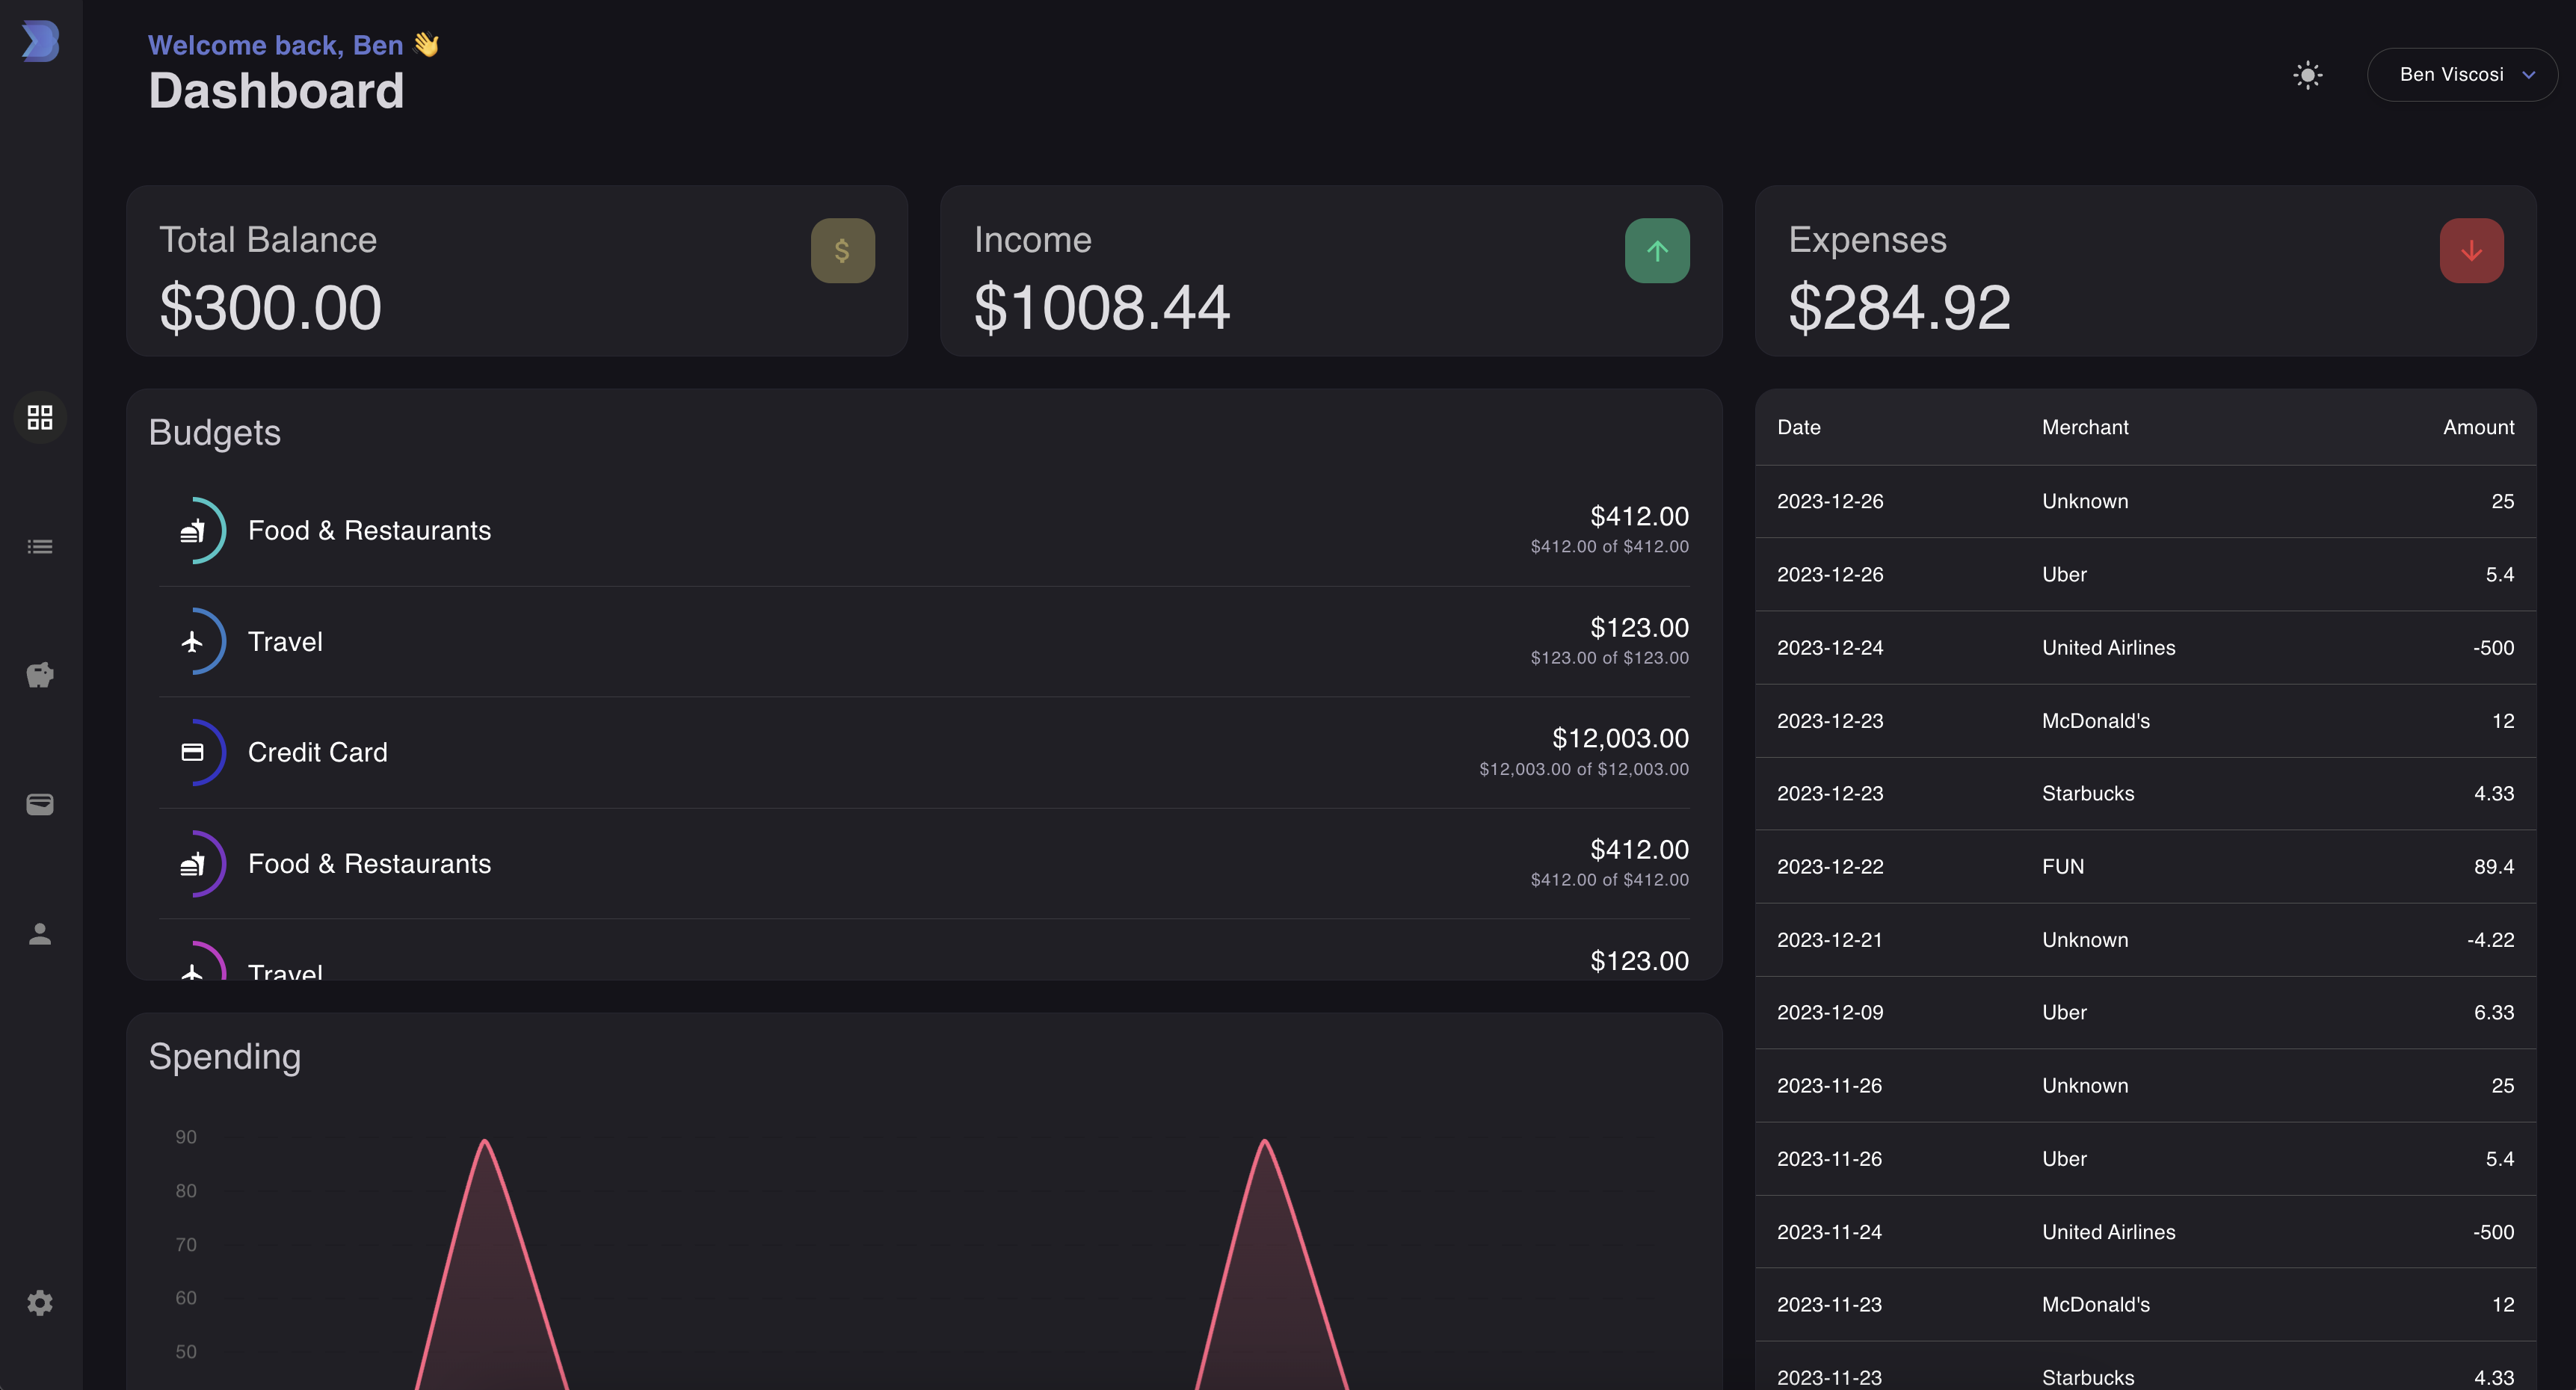 Welcome back, Ben 👋
Dashboard
Ben Viscosi
Total Balance
$300.00
Income
$1008.44
Expenses
$284.92
Budgets
Food & Restaurants
$412.00
$412.00 of $412.00
Travel
$123.00
$123.00 of $123.00
Credit Card
$12,003.00
$12,003.00 of $12,003.00
Food & Restaurants
$412.00
$412.00 of $412.00
Travel
$123.00
Spending
90
80
70
60
50
Date Merchant Amount
2023-12-26 Unknown 25
2023-12-26 Uber 5.4
2023-12-24 United Airlines -500
2023-12-23 McDonald's 12
2023-12-23 Starbucks 4.33
2023-12-22 FUN 89.4
2023-12-21 Unknown -4.22
2023-12-09 Uber 6.33
2023-11-26 Unknown 25
2023-11-26 Uber 5.4
2023-11-24 United Airlines -500
2023-11-23 McDonald's 12
2023-11-23 Starbucks 4.33